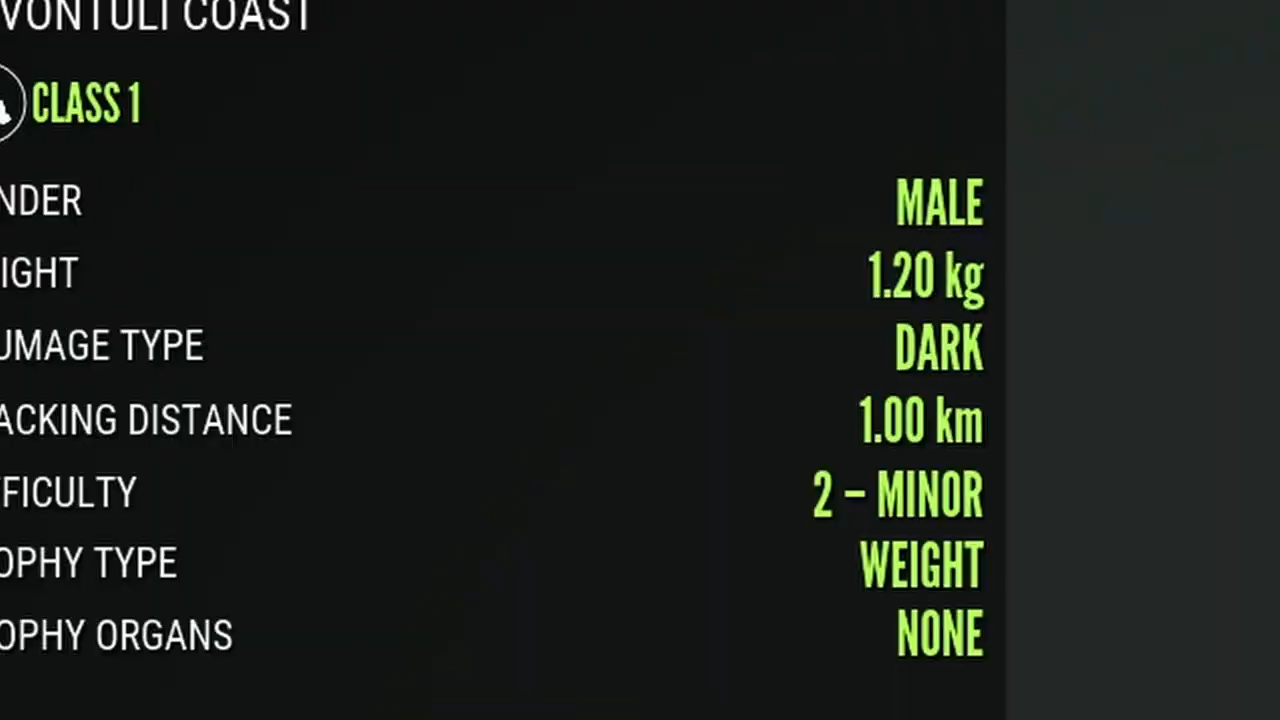 VONTULI COAST
CLASS 1
NDER MALE
IGHT 1.20 kg
UMAGE TYPE DARK
ACKING DISTANCE 1.00 km
FICULTY 2 – MINOR
OPHY TYPE WEIGHT
OPHY ORGANS NONE